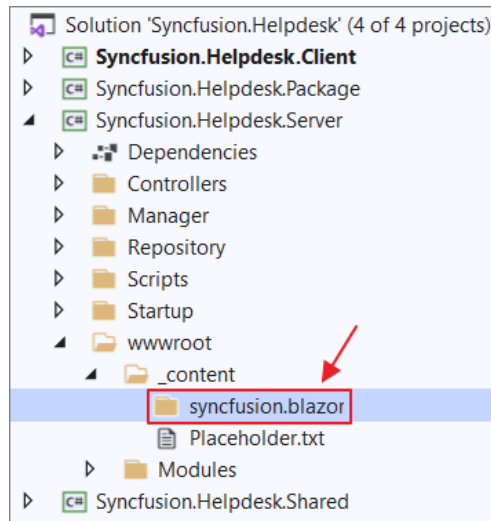 Solution 'Syncfusion.Helpdesk' (4 of 4 projects)
C# Syncfusion.Helpdesk.Client
C# Syncfusion.Helpdesk.Package
C# Syncfusion.Helpdesk.Server
Dependencies
Controllers
Manager
Repository
Scripts
Startup
wwwroot
_content
syncfusion.blazor
Placeholder.txt
Modules
C# Syncfusion.Helpdesk.Shared